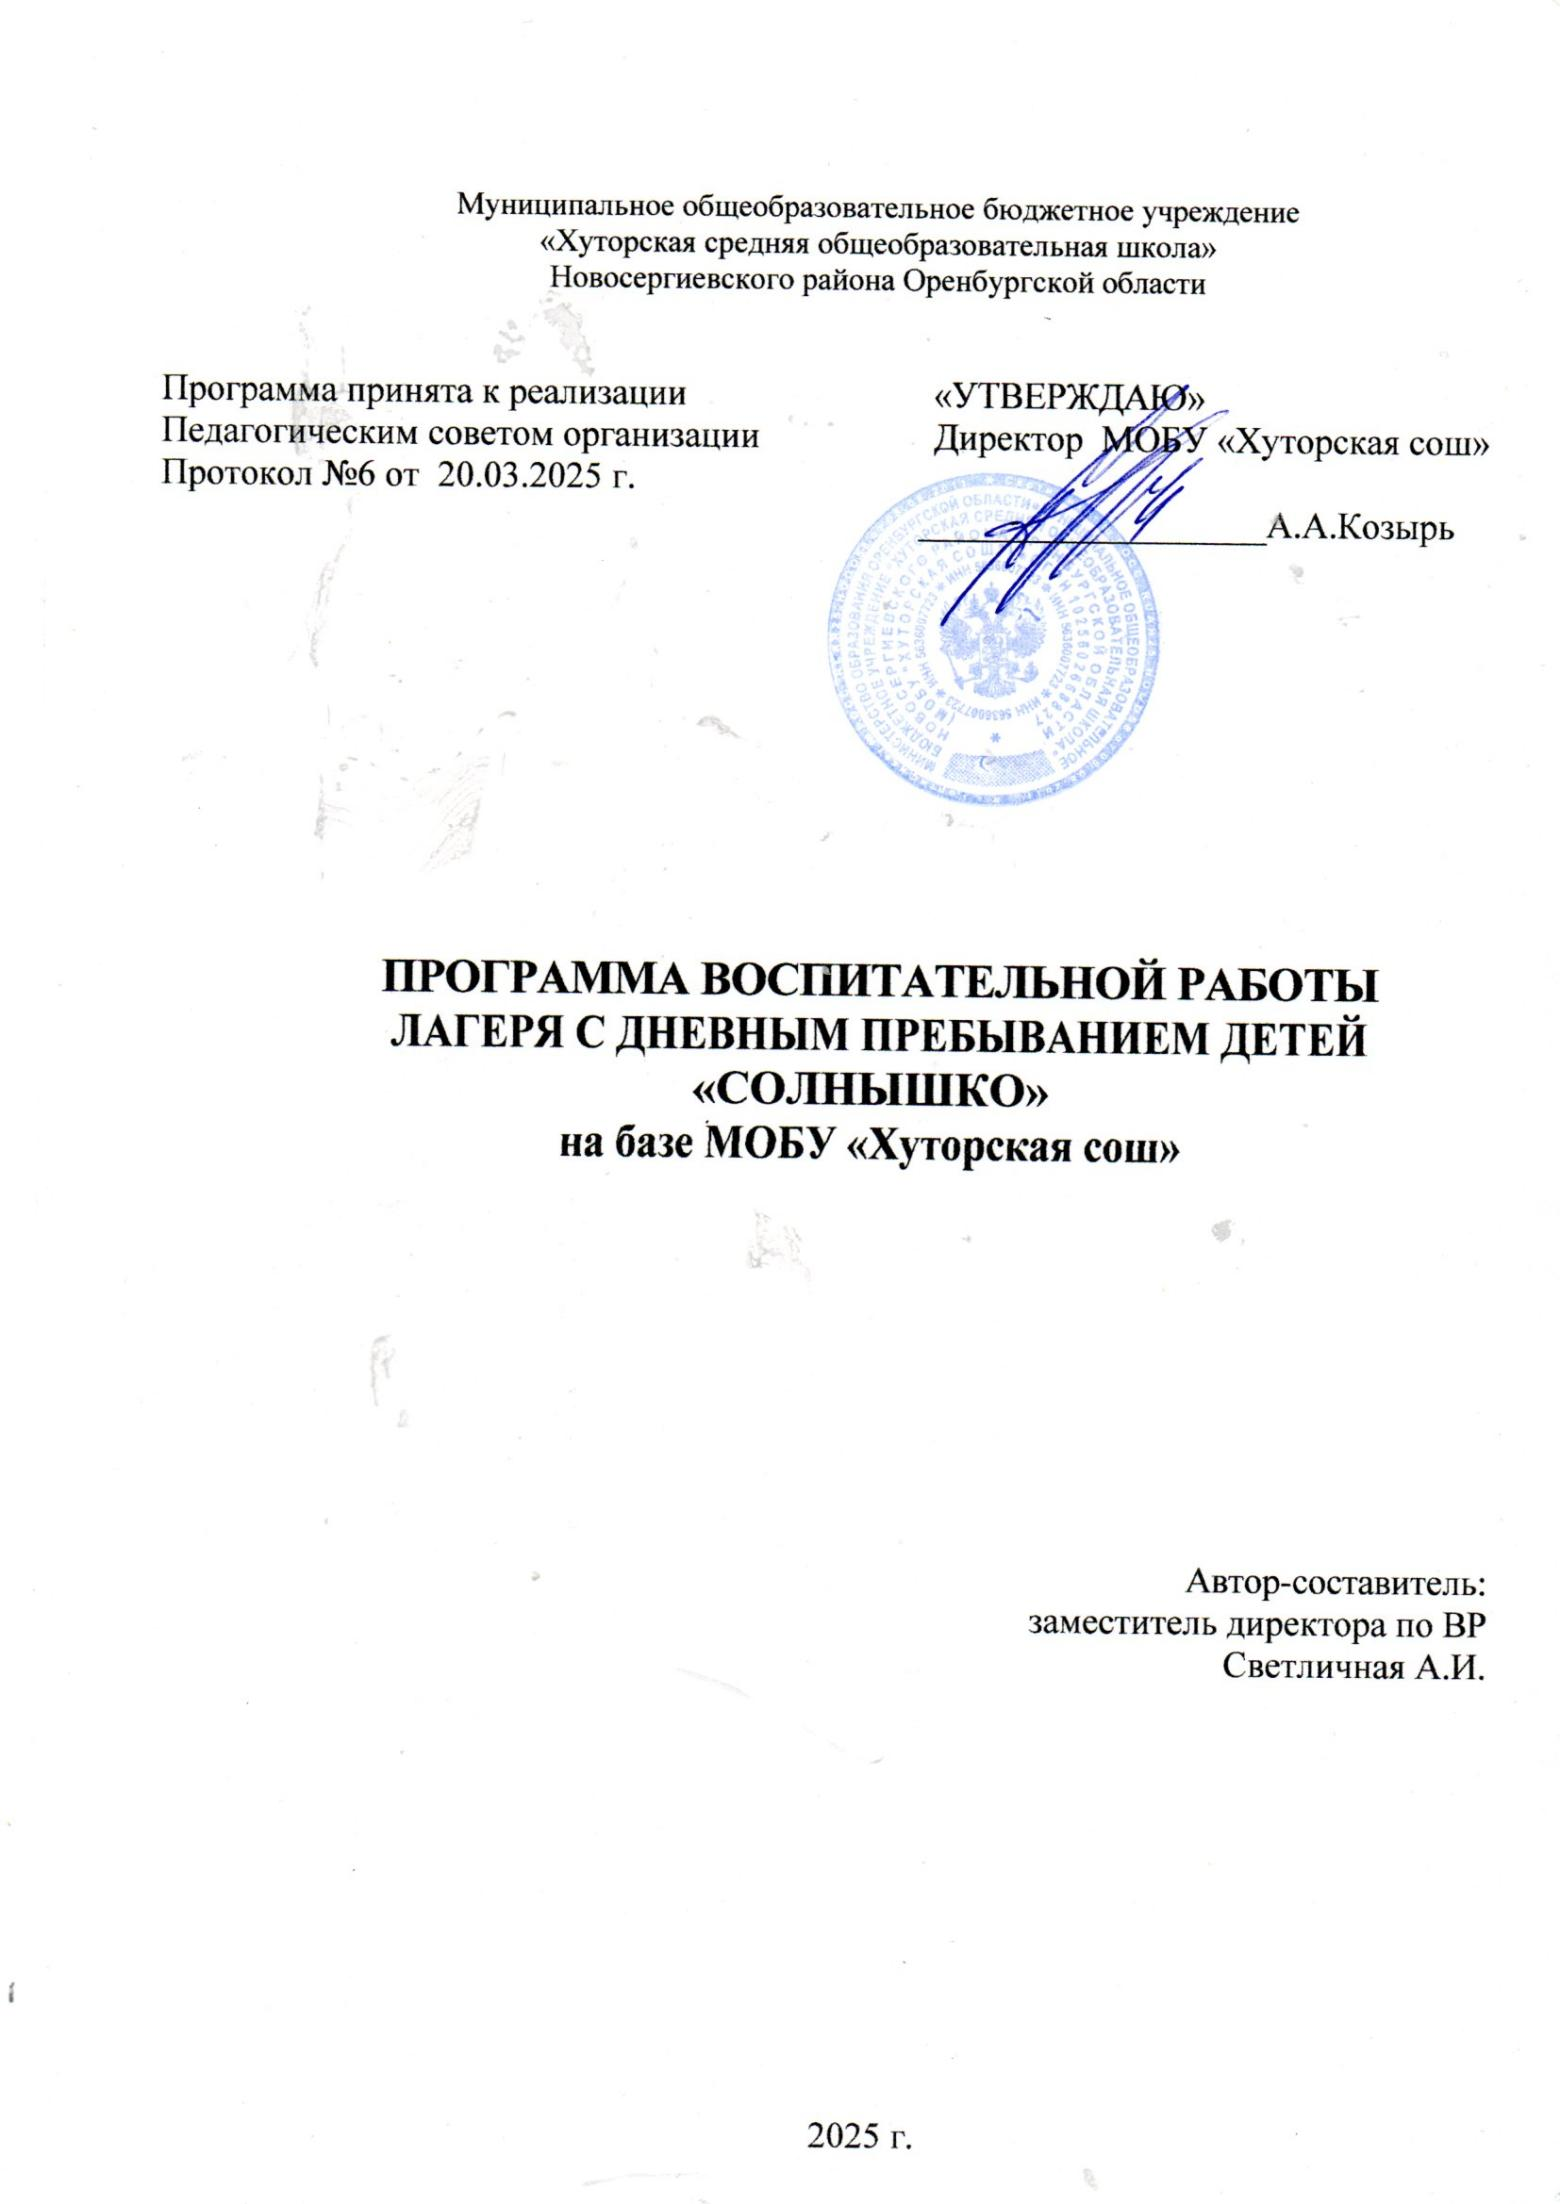 Муниципальное общеобразовательное бюджетное учреждение
«Хуторская средняя общеобразовательная школа»
Новосергиевского района Оренбургской области
Программа принята к реализации
Педагогическим советом организации
Протокол №6 от 20.03.2025 г.
«УТВЕРЖДАЮ»
Директор МОБУ «Хуторская сош»
А.А.Козырь
ПРОГРАММА ВОСПИТАТЕЛЬНОЙ РАБОТЫ
ЛАГЕРЯ С ДНЕВНЫМ ПРЕБЫВАНИЕМ ДЕТЕЙ
«СОЛНЫШКО»
на базе МОБУ «Хуторская сош»
Автор-составитель:
заместитель директора по ВР
Светличная А.И.
2025 г.